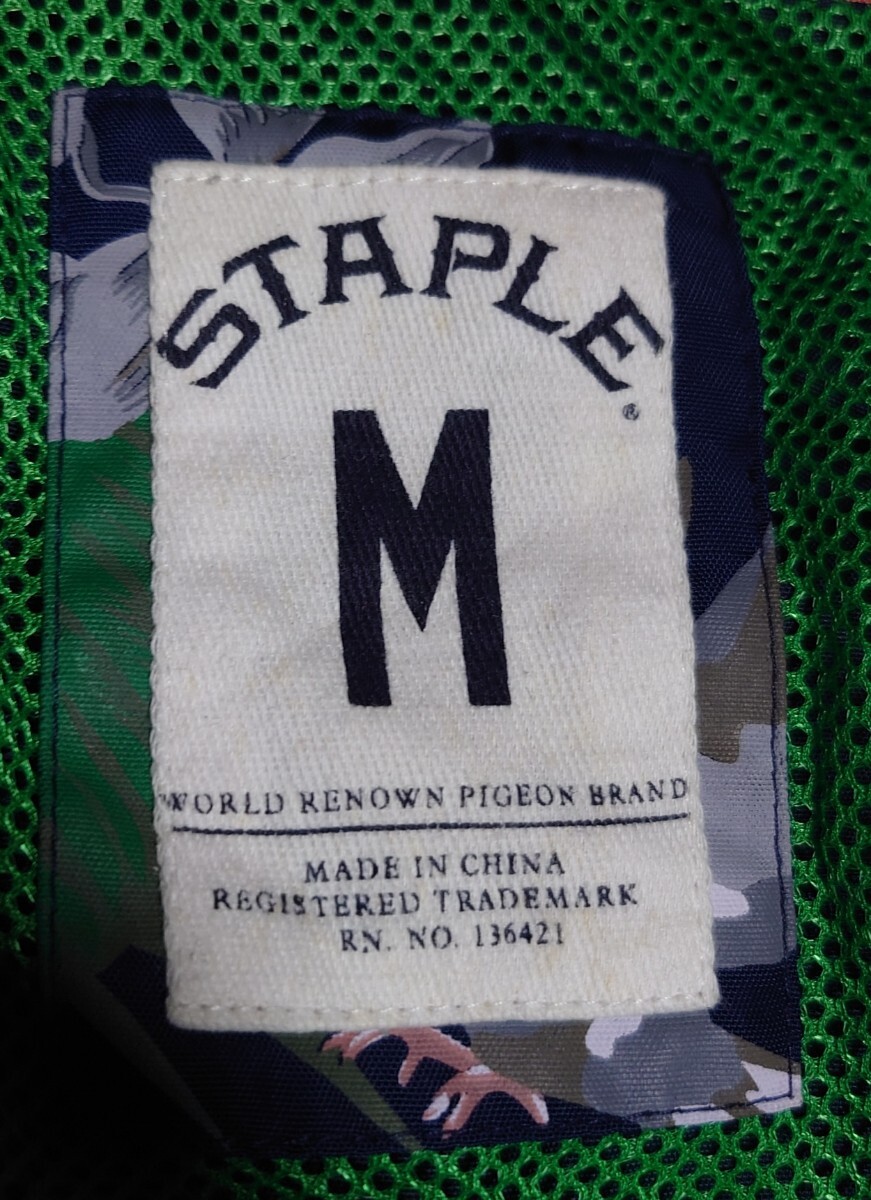 STAPLE®
M
WORLD RENOWN PIGEON BRAND
MADE IN CHINA
REGISTERED TRADEMARK
RN. NO. 136421